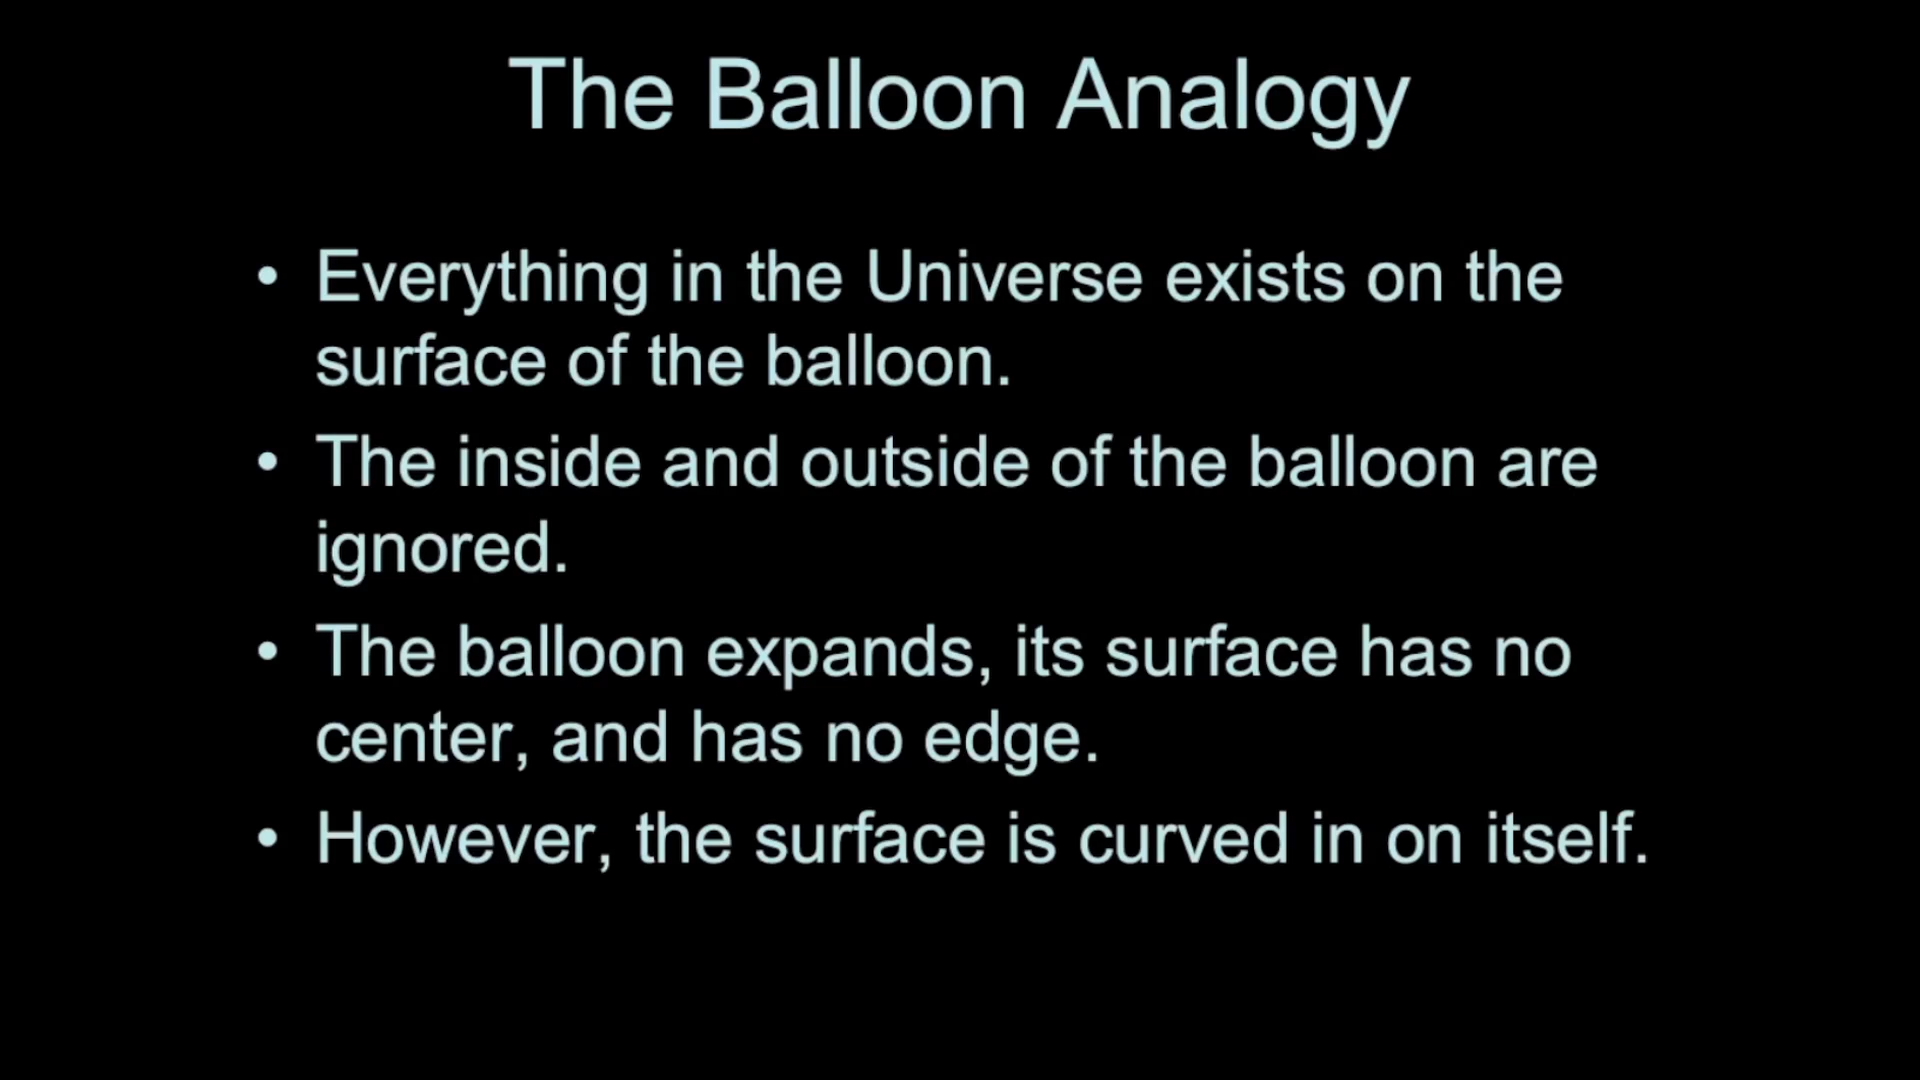 The Balloon Analogy
• Everything in the Universe exists on the
surface of the balloon.
• The inside and outside of the balloon are
ignored.
• The balloon expands, its surface has no
center, and has no edge.
• However, the surface is curved in on itself.